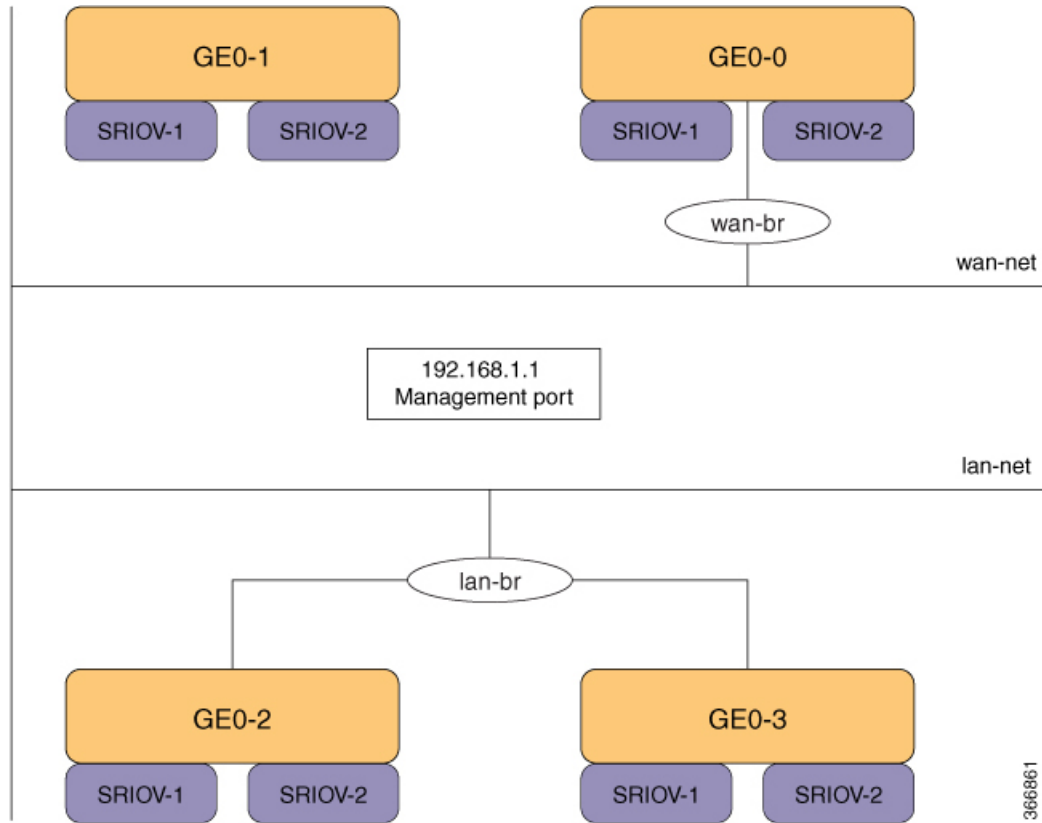 GE0-1
GE0-0
SRIOV-1
SRIOV-2
SRIOV-1
SRIOV-2
wan-br
wan-net
192.168.1.1
Management port
lan-net
lan-br
GE0-2
GE0-3
SRIOV-1
SRIOV-2
SRIOV-1
SRIOV-2
366861